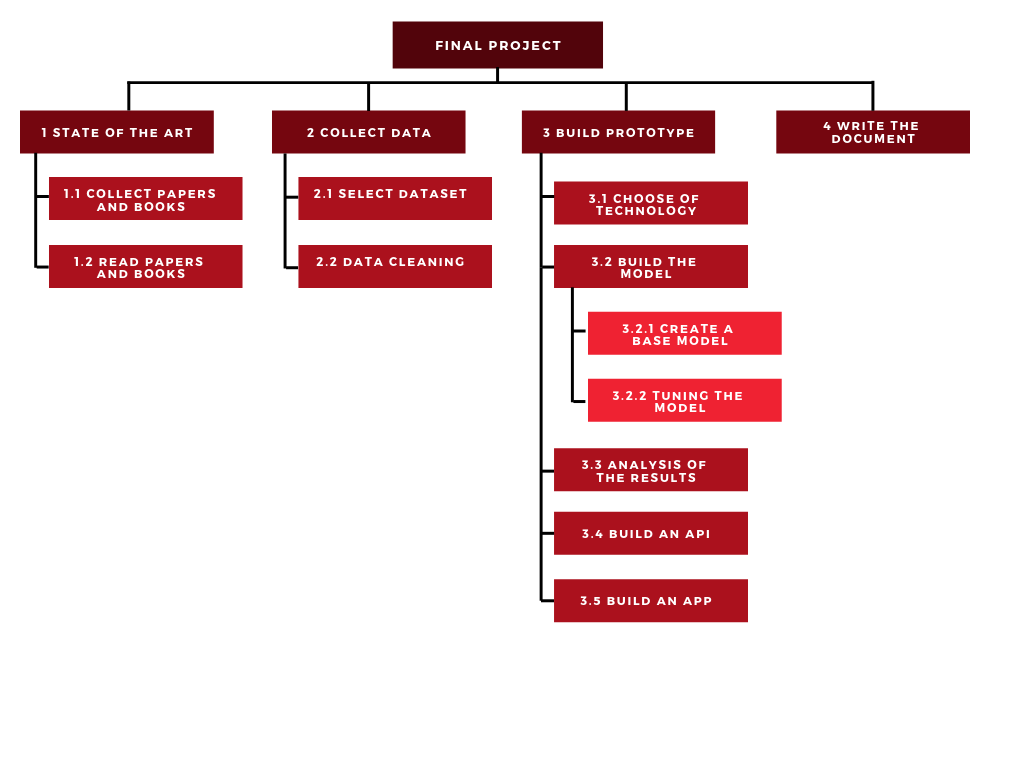 FINAL PROJECT
1 STATE OF THE ART
2 COLLECT DATA
3 BUILD PROTOTYPE
4 WRITE THE
DOCUMENT
1.1 COLLECT PAPERS
AND BOOKS
1.2 READ PAPERS
AND BOOKS
2.1 SELECT DATASET
2.2 DATA CLEANING
3.1 CHOOSE OF
TECHNOLOGY
3.2 BUILD THE
MODEL
3.2.1 CREATE A
BASE MODEL
3.2.2 TUNING THE
MODEL
3.3 ANALYSIS OF
THE RESULTS
3.4 BUILD AN API
3.5 BUILD AN APP